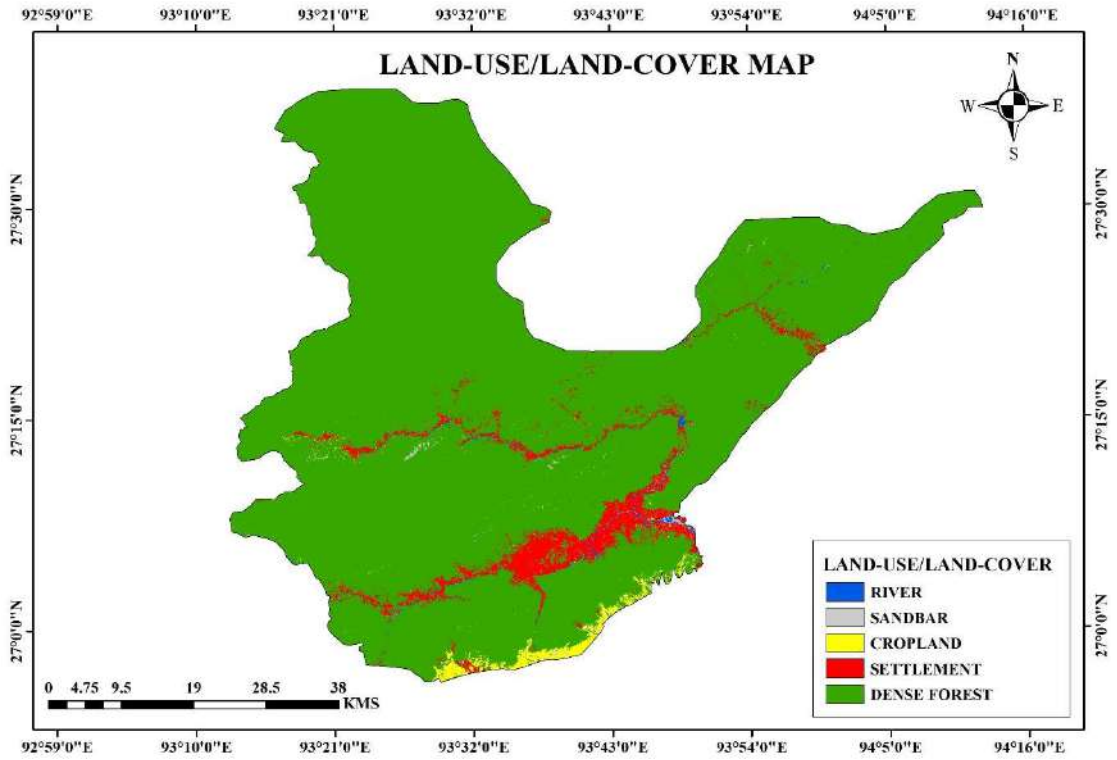 92°59'0"E 93°10'0"E 93°21'0"E 93°32'0"E 93°43'0"E 93°54'0"E 94°5'0"E 94°16'0"E
LAND-USE/LAND-COVER MAP
N
W E
S
27°30'0"N 27°30'0"N
27°15'0"N 27°15'0"N
27°0'0"N 27°0'0"N
LAND-USE/LAND-COVER
RIVER
SANDBAR
CROPLAND
SETTLEMENT
DENSE FOREST
0 4.75 9.5 19 28.5 38
KMS
92°59'0"E 93°10'0"E 93°21'0"E 93°32'0"E 93°43'0"E 93°54'0"E 94°5'0"E 94°16'0"E